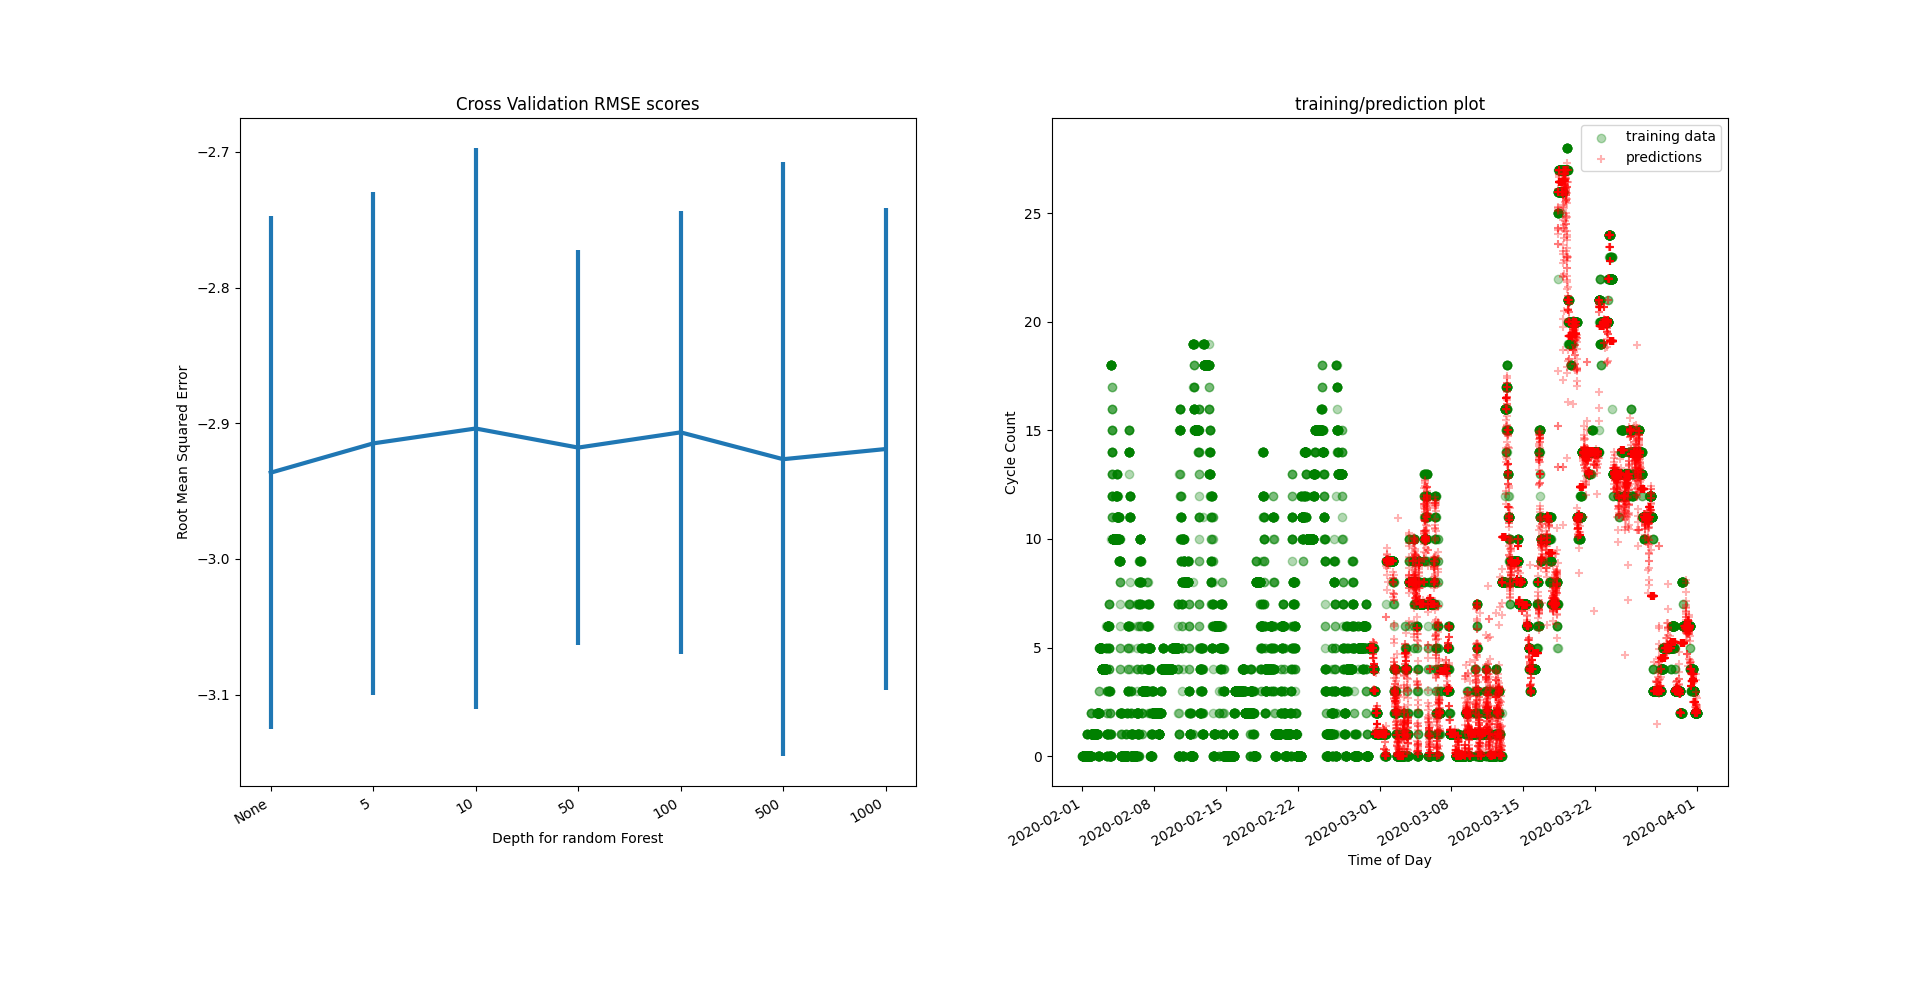 Cross Validation RMSE scores
Root Mean Squared Error
−2.7
−2.8
−2.9
−3.0
−3.1
None
5
10
50
100
500
1000
Depth for random Forest
training/prediction plot
training data
predictions
Cycle Count
25
20
15
10
5
0
2020-02-01
2020-02-08
2020-02-15
2020-02-22
2020-03-01
2020-03-08
2020-03-15
2020-03-22
2020-04-01
Time of Day